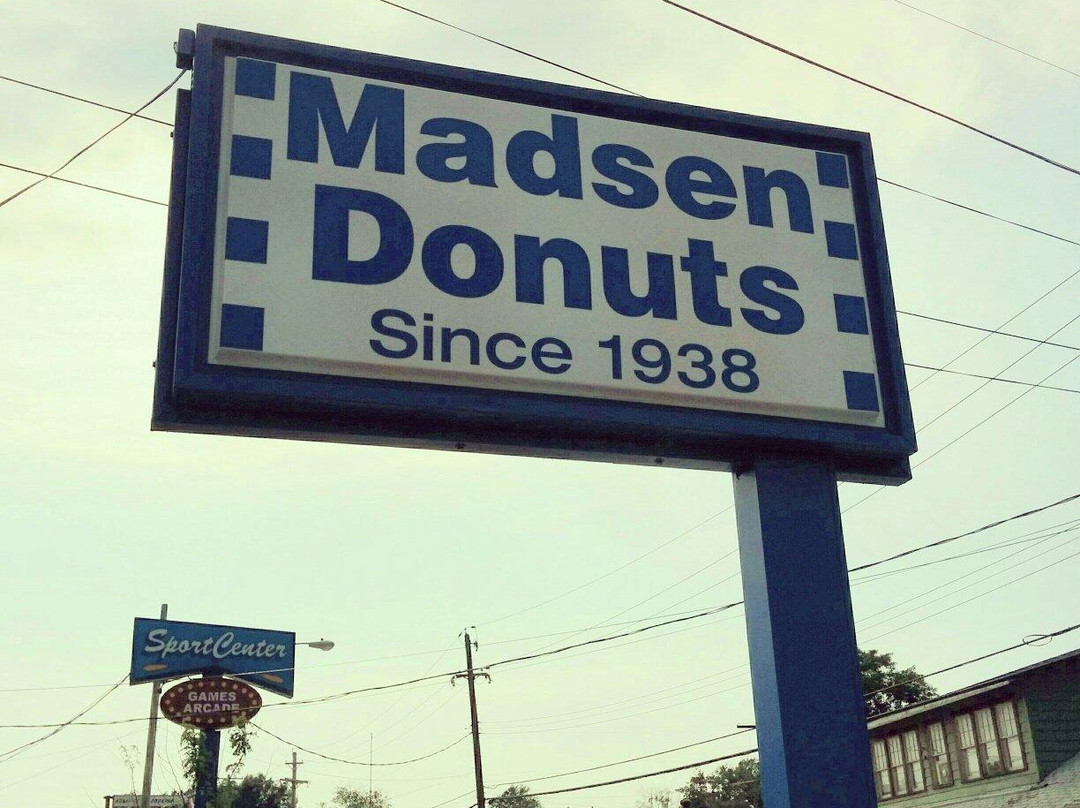 Madsen
Donuts
Since 1938
SportCenter
GAMES
ARCADE